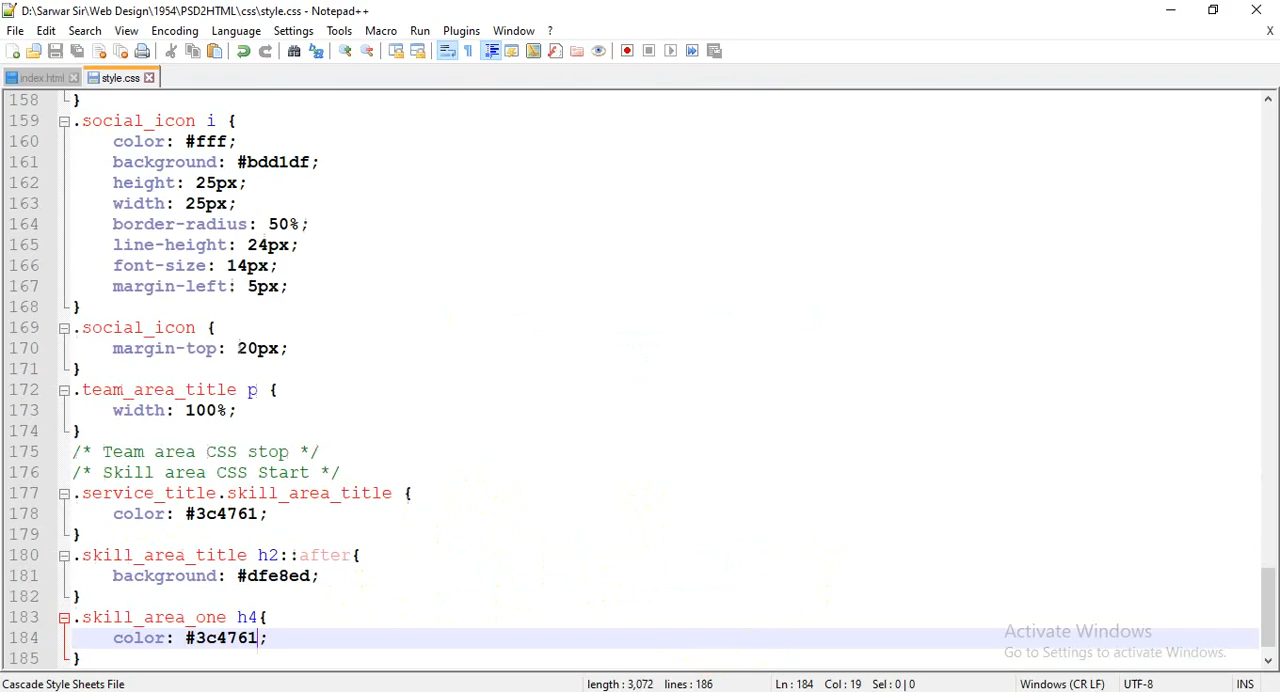 D:\Sarwar Sir\Web Design\1954\PSD2HTML\css\style.css - Notepad++
File Edit Search View Encoding Language Settings Tools Macro Run Plugins Window ? X
index.html style.css
158 }
159 .social_icon i {
160 color: #fff;
161 background: #bdd1df;
162 height: 25px;
163 width: 25px;
164 border-radius: 50%;
165 line-height: 24px;
166 font-size: 14px;
167 margin-left: 5px;
168 }
169 .social_icon {
170 margin-top: 20px;
171 }
172 .team_area_title p {
173 width: 100%;
174 }
175 /* Team area CSS stop */
176 /* Skill area CSS Start */
177 .service_title.skill_area_title {
178 color: #3c4761;
179 }
180 .skill_area_title h2::after{
181 background: #dfe8ed;
182 }
183 .skill_area_one h4{
184 color: #3c4761;
185 }
Activate Windows
Go to Settings to activate Windows.
Cascade Style Sheets File length : 3,072 lines : 186 Ln : 184 Col : 19 Sel : 0 | 0 Windows (CR LF) UTF-8 INS